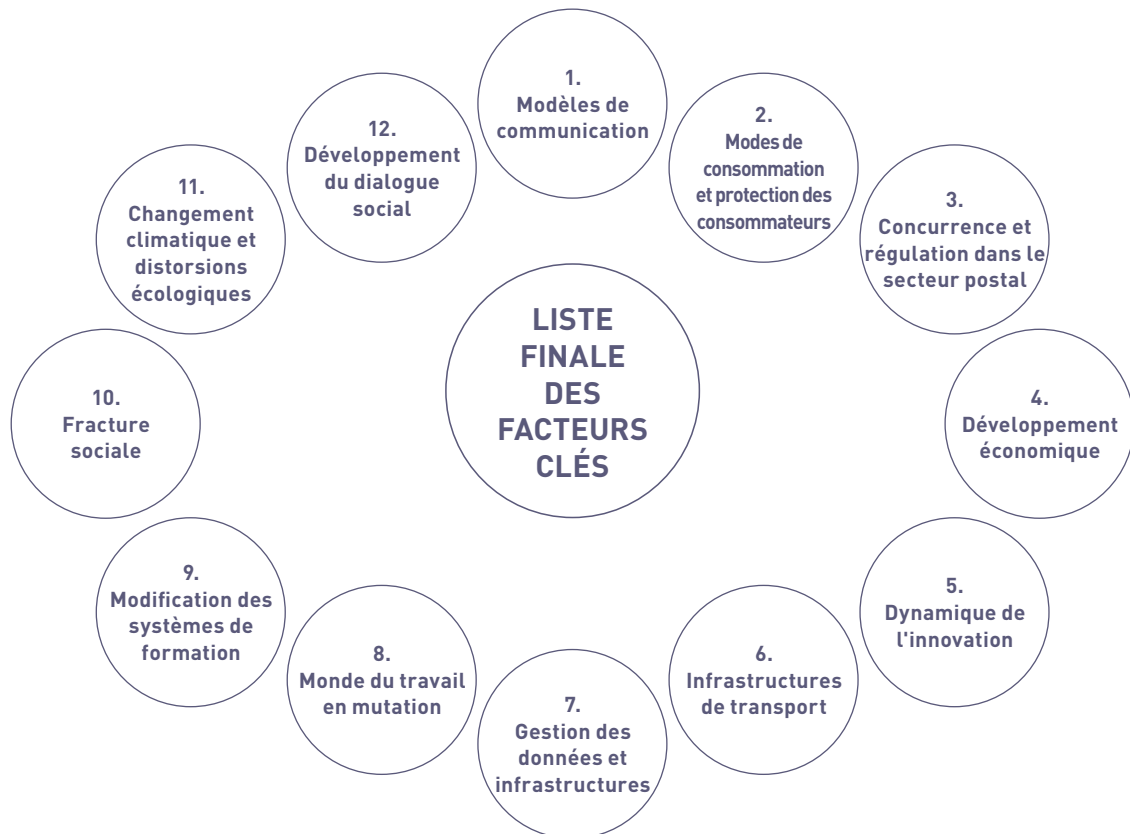 1.
Modèles de
communication
2.
Modes de
consommation
et protection des
consommateurs
3.
Concurrence et
régulation dans le
secteur postal
4.
Développement
économique
5.
Dynamique de
l'innovation
6.
Infrastructures
de transport
7.
Gestion des
données et
infrastructures
8.
Monde du travail
en mutation
9.
Modification des
systèmes de
formation
10.
Fracture
sociale
11.
Changement
climatique et
distorsions
écologiques
12.
Développement
du dialogue
social
LISTE
FINALE
DES
FACTEURS
CLÉS